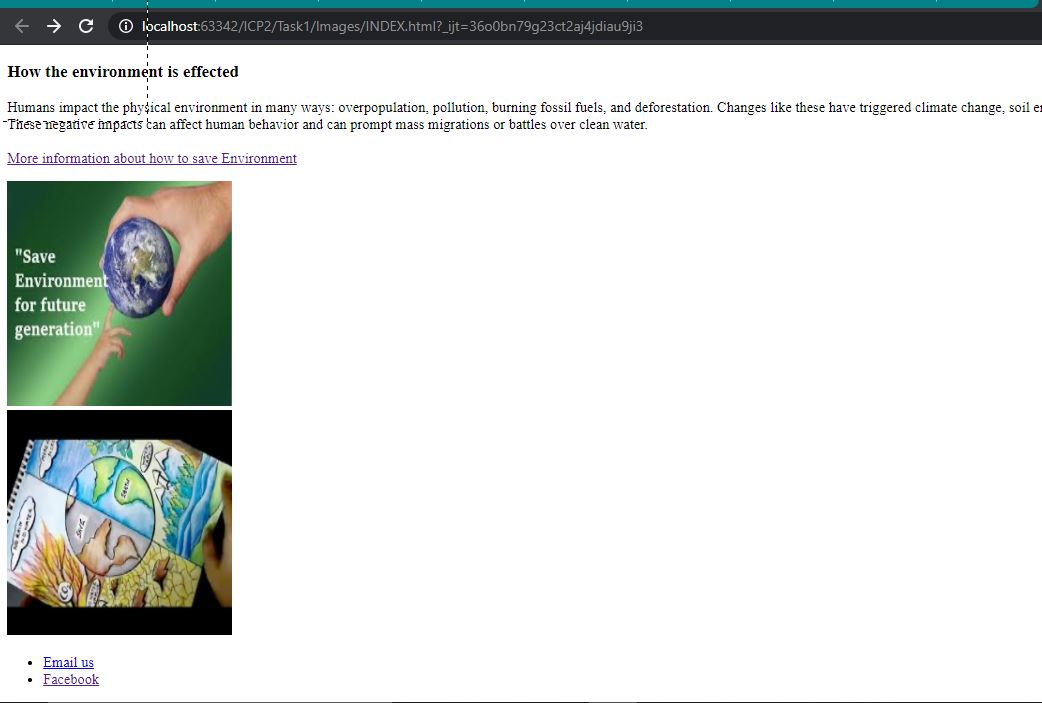 localhost:63342/ICP2/Task1/Images/INDEX.html?_ijt=36o0bn79g23ct2aj4jdiau9ji3
How the environment is effected
Humans impact the physical environment in many ways: overpopulation, pollution, burning fossil fuels, and deforestation. Changes like these have triggered climate change, soil
These negative impacts can affect human behavior and can prompt mass migrations or battles over clean water.
More information about how to save Environment
"Save
Environment
for future
generation"
EARTH
SAVE
Email us
Facebook